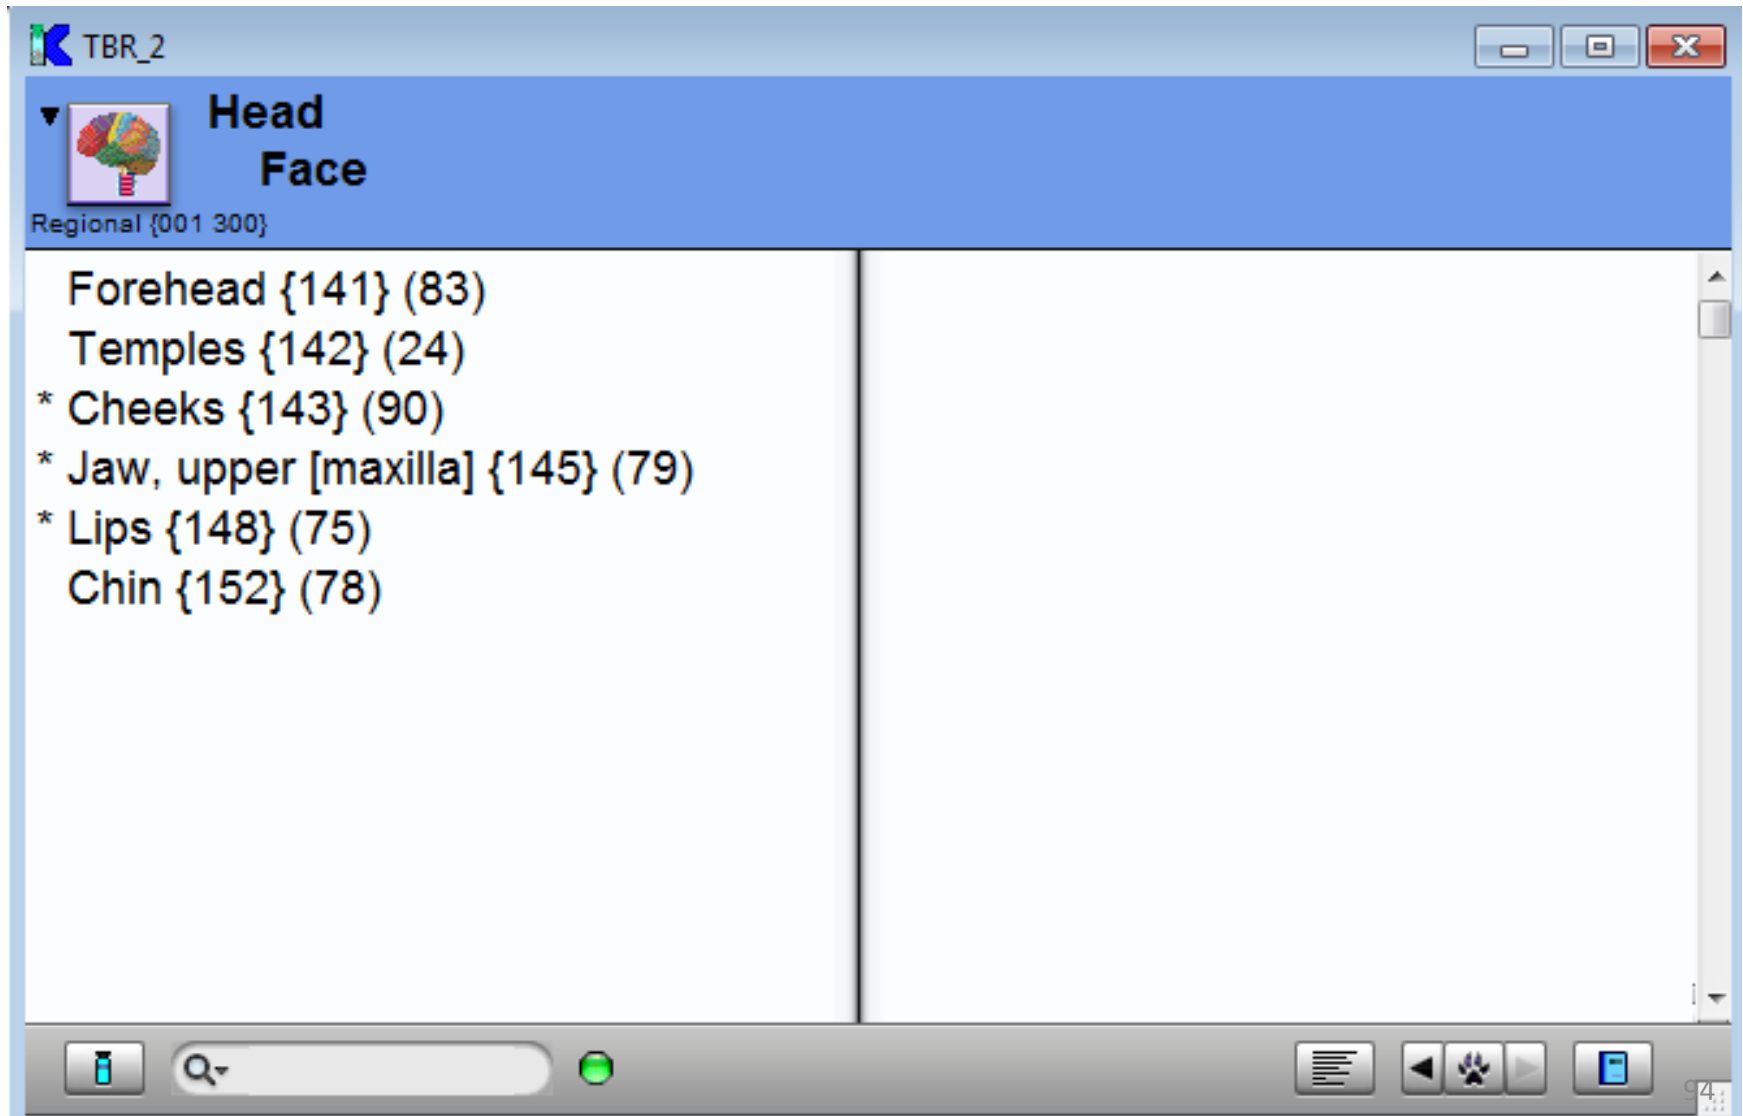 TBR_2
Head
Face
Regional {001 300}
Forehead {141} (83)
Temples {142} (24)
* Cheeks {143} (90)
* Jaw, upper [maxilla] {145} (79)
* Lips {148} (75)
Chin {152} (78)
94